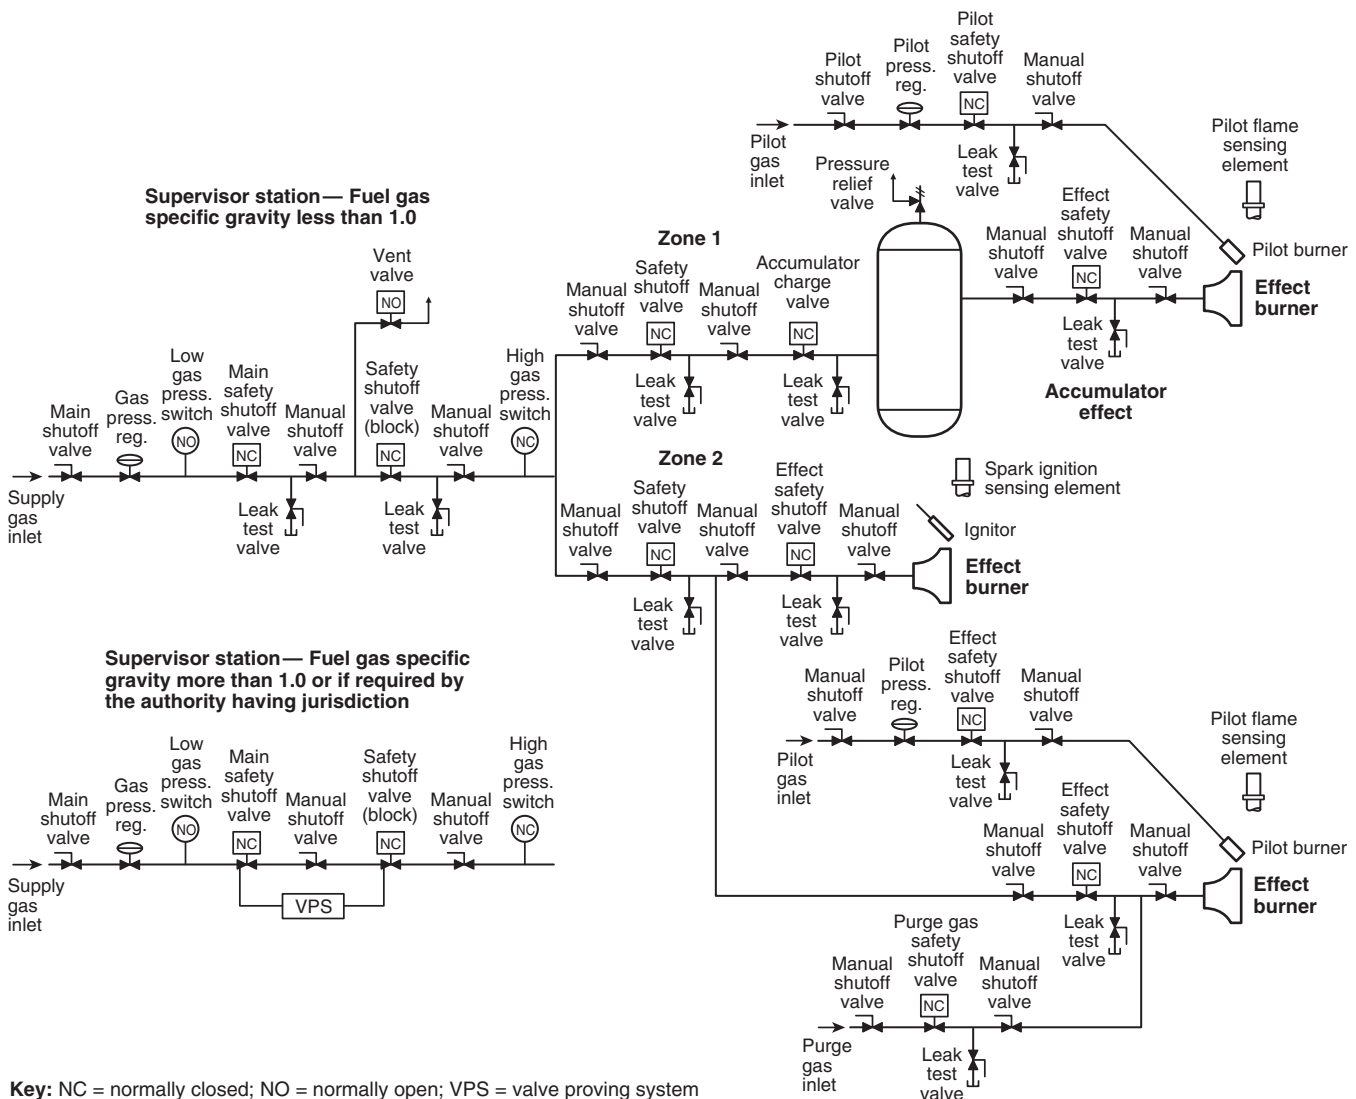 Pilot
safety
shutoff
valve
Pilot
press.
reg.
Pilot
shutoff
valve
Manual
shutoff
valve
NC
Pilot
gas
inlet
Leak
test
valve
Pilot flame
sensing
element
Pressure
relief
valve
Supervisor station— Fuel gas
specific gravity less than 1.0
Zone 1
Effect
safety
shutoff
valve
Manual
shutoff
valve
Manual
shutoff
valve
NC
Pilot burner
Effect
burner
Leak
test
valve
Accumulator
effect
Vent
valve
NO
Manual
shutoff
valve
Safety
shutoff
valve
NC
Manual
shutoff
valve
Accumulator
charge
valve
NC
Leak
test
valve
Leak
test
valve
Main
shutoff
valve
Gas
press.
reg.
Low
gas
press.
switch
NO
Main
safety
shutoff
valve
NC
Manual
shutoff
valve
Safety
shutoff
valve
(block)
NC
Manual
shutoff
valve
High
gas
press.
switch
NC
Supply
gas
inlet
Leak
test
valve
Leak
test
valve
Zone 2
Spark ignition
sensing element
Manual
shutoff
valve
Safety
shutoff
valve
NC
Manual
shutoff
valve
Effect
safety
shutoff
valve
NC
Manual
shutoff
valve
Ignitor
Effect
burner
Leak
test
valve
Leak
test
valve
Supervisor station— Fuel gas specific
gravity more than 1.0 or if required by
the authority having jurisdiction
Main
shutoff
valve
Gas
press.
reg.
Low
gas
press.
switch
NO
Main
safety
shutoff
valve
NC
Manual
shutoff
valve
Safety
shutoff
valve
(block)
NC
Manual
shutoff
valve
High
gas
press.
switch
NC
Supply
gas
inlet
VPS
Manual
shutoff
valve
Pilot
press.
reg.
Effect
safety
shutoff
valve
NC
Manual
shutoff
valve
Pilot
gas
inlet
Leak
test
valve
Pilot flame
sensing
element
Manual
shutoff
valve
Effect
safety
shutoff
valve
NC
Manual
shutoff
valve
Pilot burner
Effect
burner
Leak
test
valve
Manual
shutoff
valve
Purge gas
safety
shutoff
valve
NC
Manual
shutoff
valve
Purge
gas
inlet
Leak
test
valve
Key: NC = normally closed; NO = normally open; VPS = valve proving system